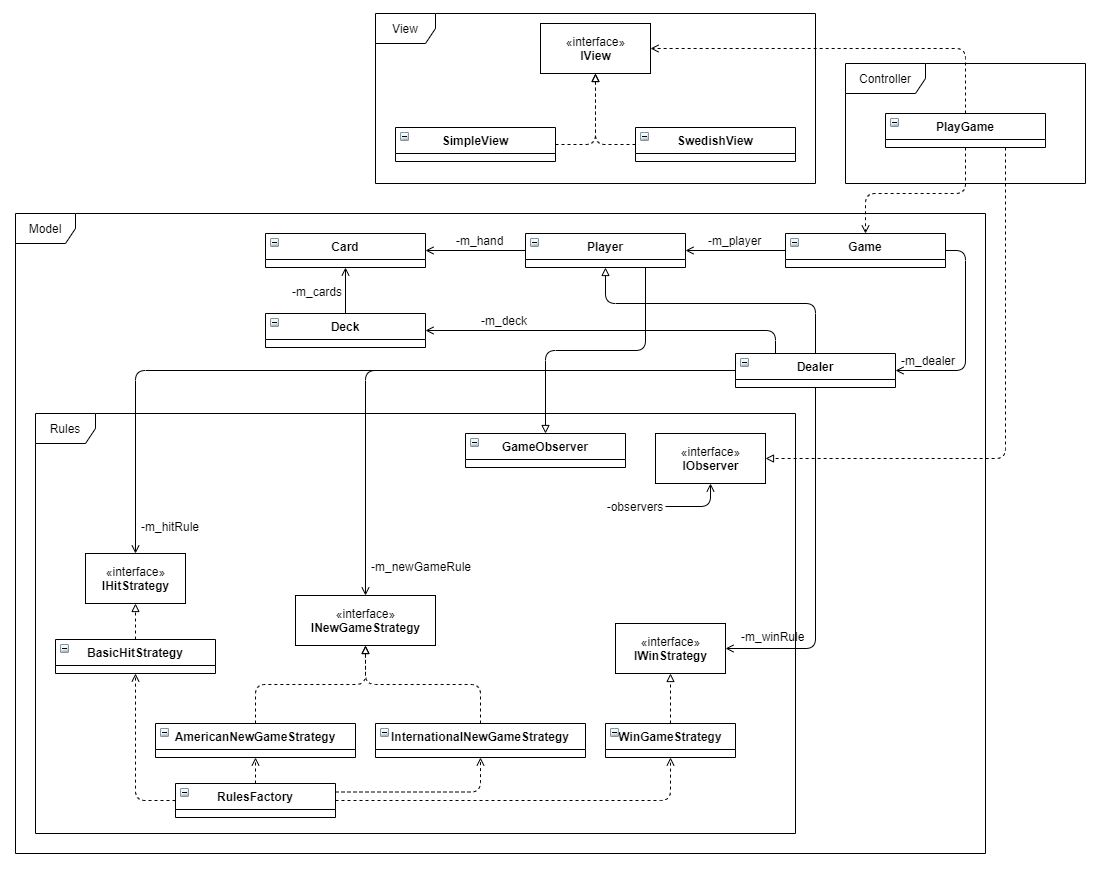 View
«interface»
IView
Controller
PlayGame
SimpleView
SwedishView
Model
Card
-m_hand
Player
-m_player
Game
-m_cards
Deck
-m_deck
Dealer
-m_dealer
Rules
GameObserver
«interface»
IObserver
-observers
-m_hitRule
«interface»
IHitStrategy
-m_newGameRule
«interface»
INewGameStrategy
«interface»
IWinStrategy
-m_winRule
BasicHitStrategy
AmericanNewGameStrategy
InternationalNewGameStrategy
WinGameStrategy
RulesFactory